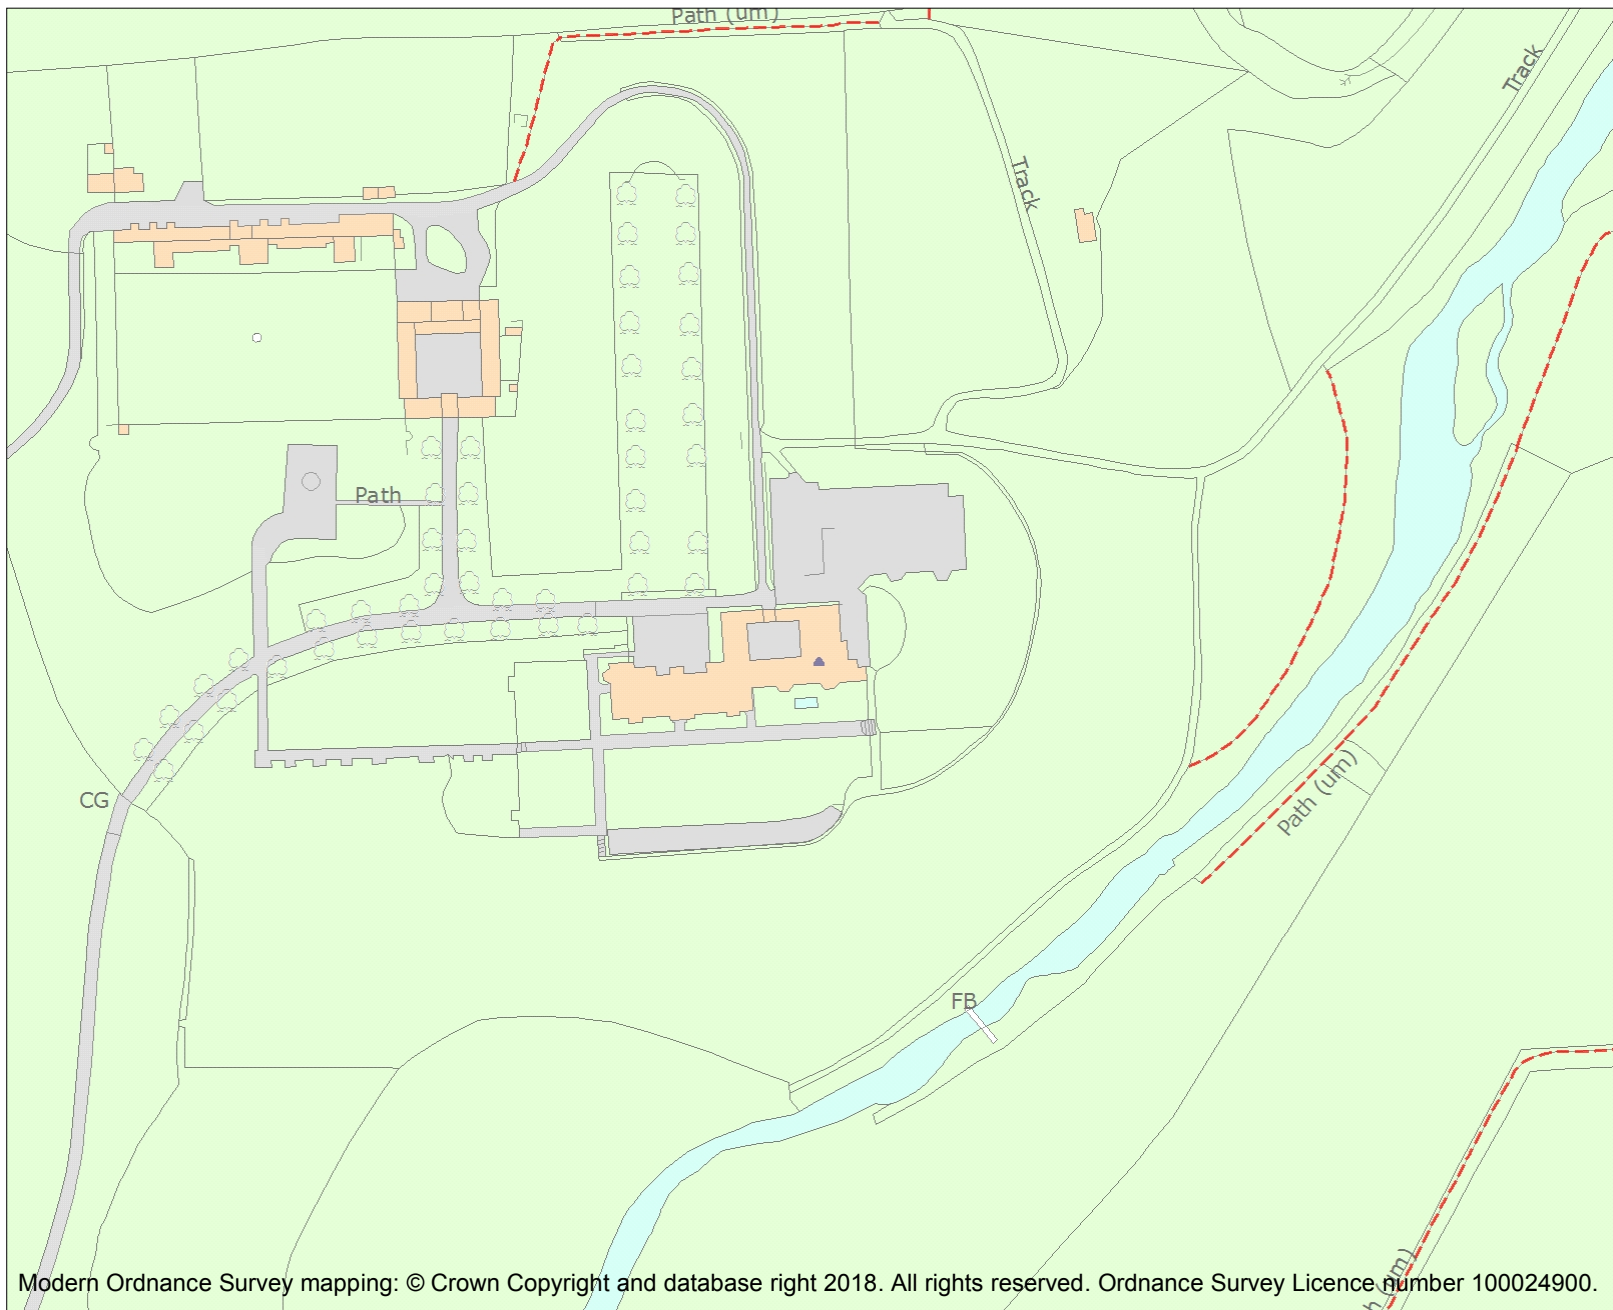 Path (um)
Track
Track
Path
CG
Path (um)
FB
h (um)
Modern Ordnance Survey mapping: © Crown Copyright and database right 2018. All rights reserved. Ordnance Survey Licence number 100024900.